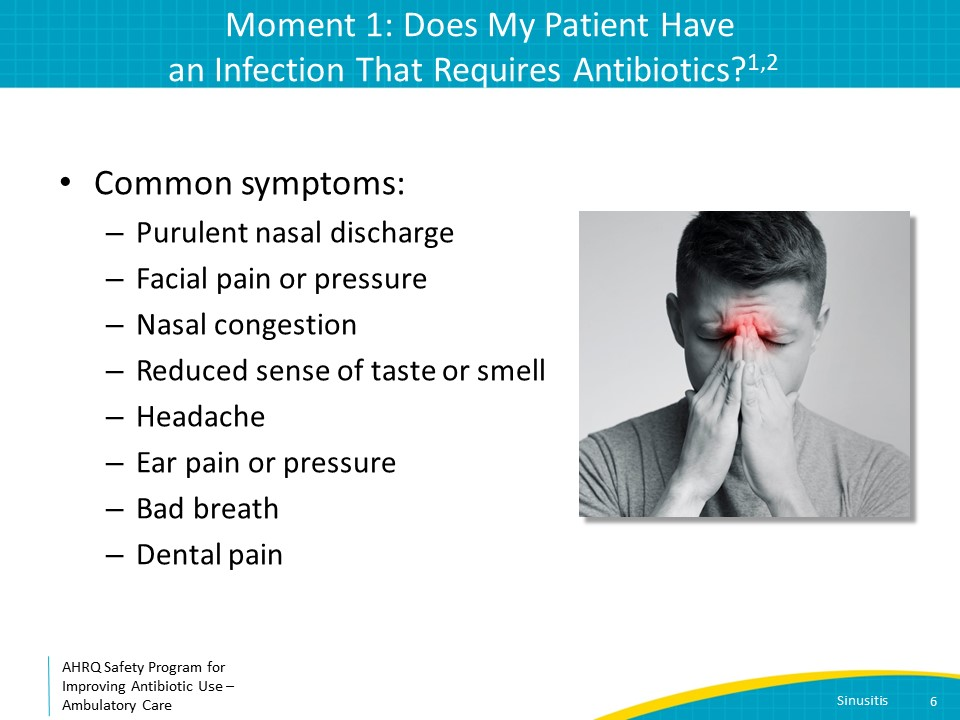 Moment 1: Does My Patient Have
an Infection That Requires Antibiotics?1,2
• Common symptoms:
– Purulent nasal discharge
– Facial pain or pressure
– Nasal congestion
– Reduced sense of taste or smell
– Headache
– Ear pain or pressure
– Bad breath
– Dental pain
AHRQ Safety Program for
Improving Antibiotic Use –
Ambulatory Care
Sinusitis 6